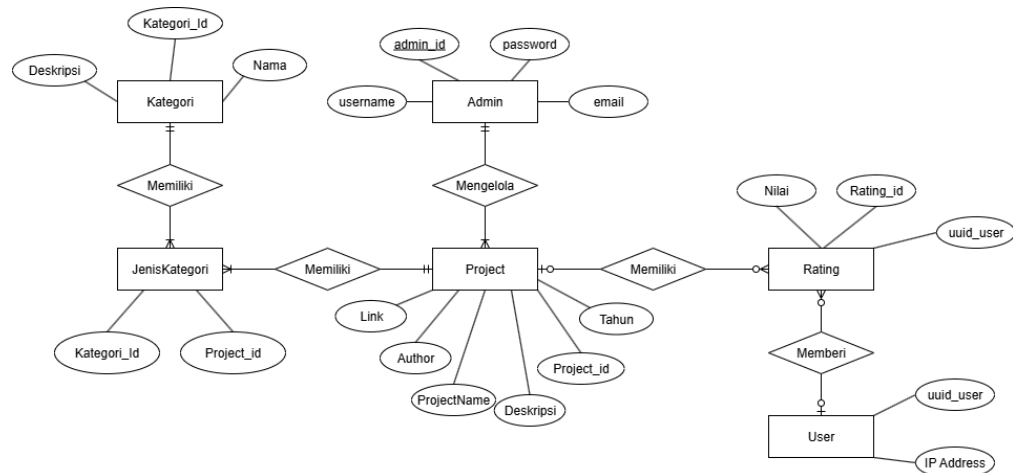 Kategori_Id
Deskripsi
Nama
Kategori
admin_id
password
username
email
Admin
Memiliki
Mengelola
Nilai
Rating_id
uuid_user
JenisKategori
Memiliki
Project
Memiliki
Rating
Kategori_Id
Project_id
Link
Author
ProjectName
Deskripsi
Project_id
Tahun
Memberi
uuid_user
User
IP Address